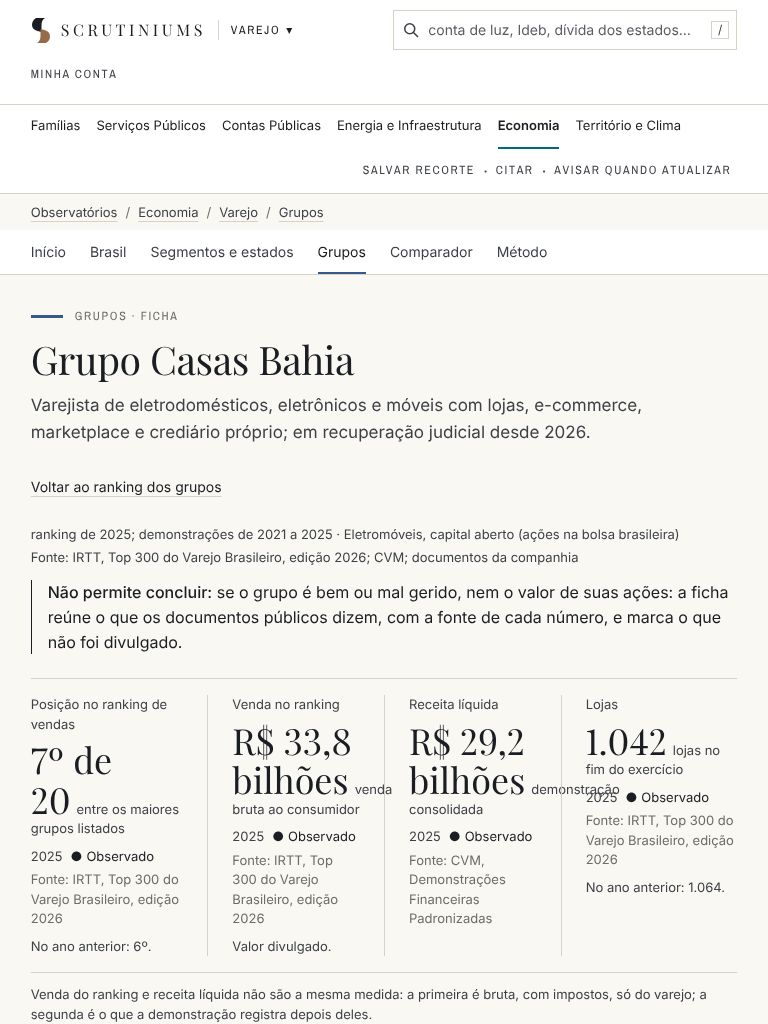 SCRUTINIUMS
VAREJO ▾
conta de luz, Ideb, dívida dos estados...
/
MINHA CONTA
Famílias
Serviços Públicos
Contas Públicas
Energia e Infraestrutura
Economia
Território e Clima
SALVAR RECORTE · CITAR · AVISAR QUANDO ATUALIZAR
Observatórios / Economia / Varejo / Grupos
Início
Brasil
Segmentos e estados
Grupos
Comparador
Método
GRUPOS · FICHA
Grupo Casas Bahia
Varejista de eletrodomésticos, eletrônicos e móveis com lojas, e-commerce,
marketplace e crediário próprio; em recuperação judicial desde 2026.
Voltar ao ranking dos grupos
ranking de 2025; demonstrações de 2021 a 2025 · Eletromóveis, capital aberto (ações na bolsa brasileira)
Fonte: IRTT, Top 300 do Varejo Brasileiro, edição 2026; CVM; documentos da companhia
Não permite concluir: se o grupo é bem ou mal gerido, nem o valor de suas ações: a ficha
reúne o que os documentos públicos dizem, com a fonte de cada número, e marca o que
não foi divulgado.
Posição no ranking de
vendas
7º de
20 entre os maiores
grupos listados
2025 ● Observado
Fonte: IRTT, Top 300 do
Varejo Brasileiro, edição
2026
No ano anterior: 6º.
Venda no ranking
R$ 33,8
bilhões venda
bruta ao consumidor
2025 ● Observado
Fonte: IRTT, Top
300 do Varejo
Brasileiro, edição
2026
Valor divulgado.
Receita líquida
R$ 29,2
bilhões demonstração
consolidada
2025 ● Observado
Fonte: CVM,
Demonstrações
Financeiras
Padronizadas
Lojas
1.042 lojas no
fim do exercício
2025 ● Observado
Fonte: IRTT, Top 300 do
Varejo Brasileiro, edição
2026
No ano anterior: 1.064.
Venda do ranking e receita líquida não são a mesma medida: a primeira é bruta, com impostos, só do varejo; a
segunda é o que a demonstração registra depois deles.